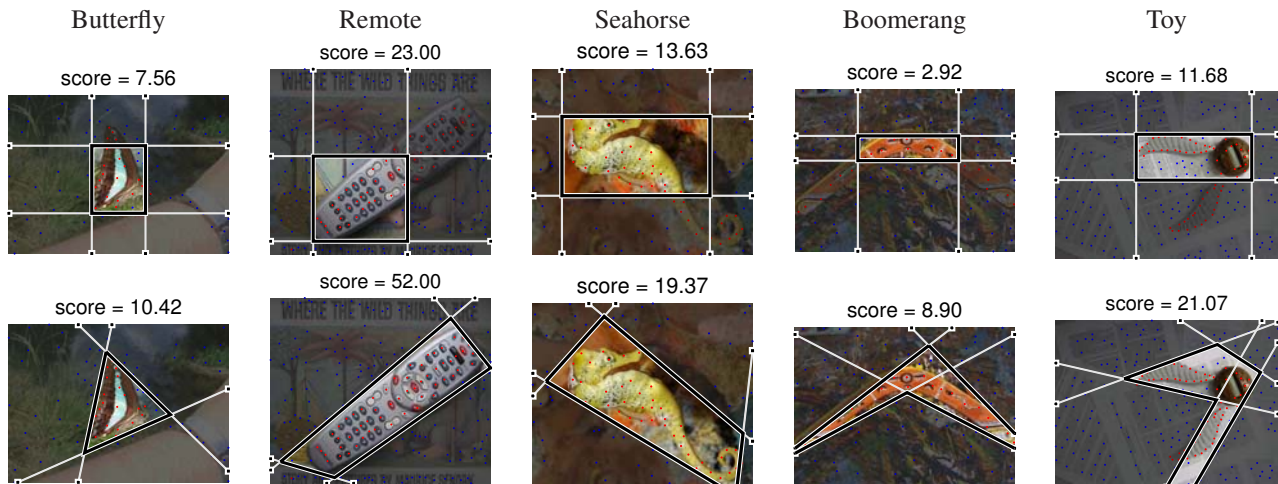 Butterfly Remote Seahorse Boomerang Toy
score = 7.56 score = 23.00 score = 13.63 score = 2.92 score = 11.68
WHERE THE WILD THINGS ARE
score = 10.42 score = 52.00 score = 19.37 score = 8.90 score = 21.07
WHERE THE WILD THINGS ARE